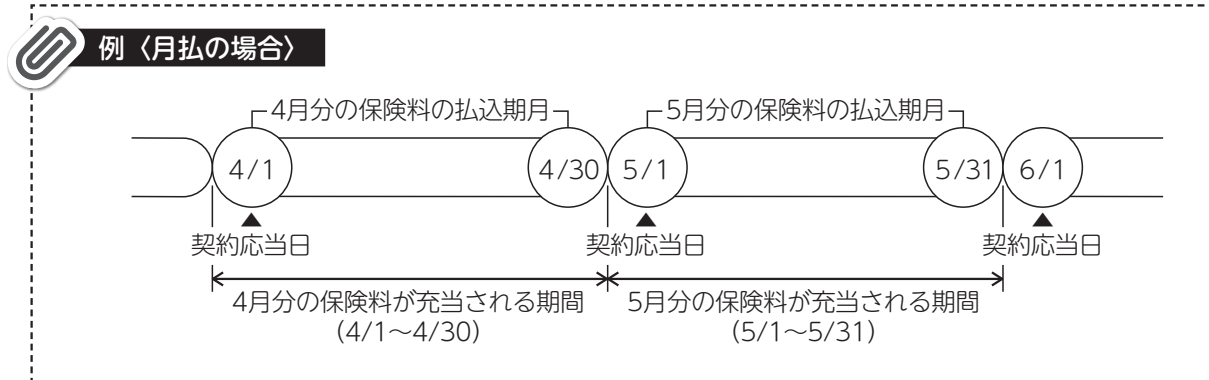 例〈月払の場合〉
4月分の保険料の払込期月
5月分の保険料の払込期月
4/1
4/30
5/1
5/31
6/1
契約応当日
契約応当日
契約応当日
4月分の保険料が充当される期間
(4/1〜4/30)
5月分の保険料が充当される期間
(5/1〜5/31)